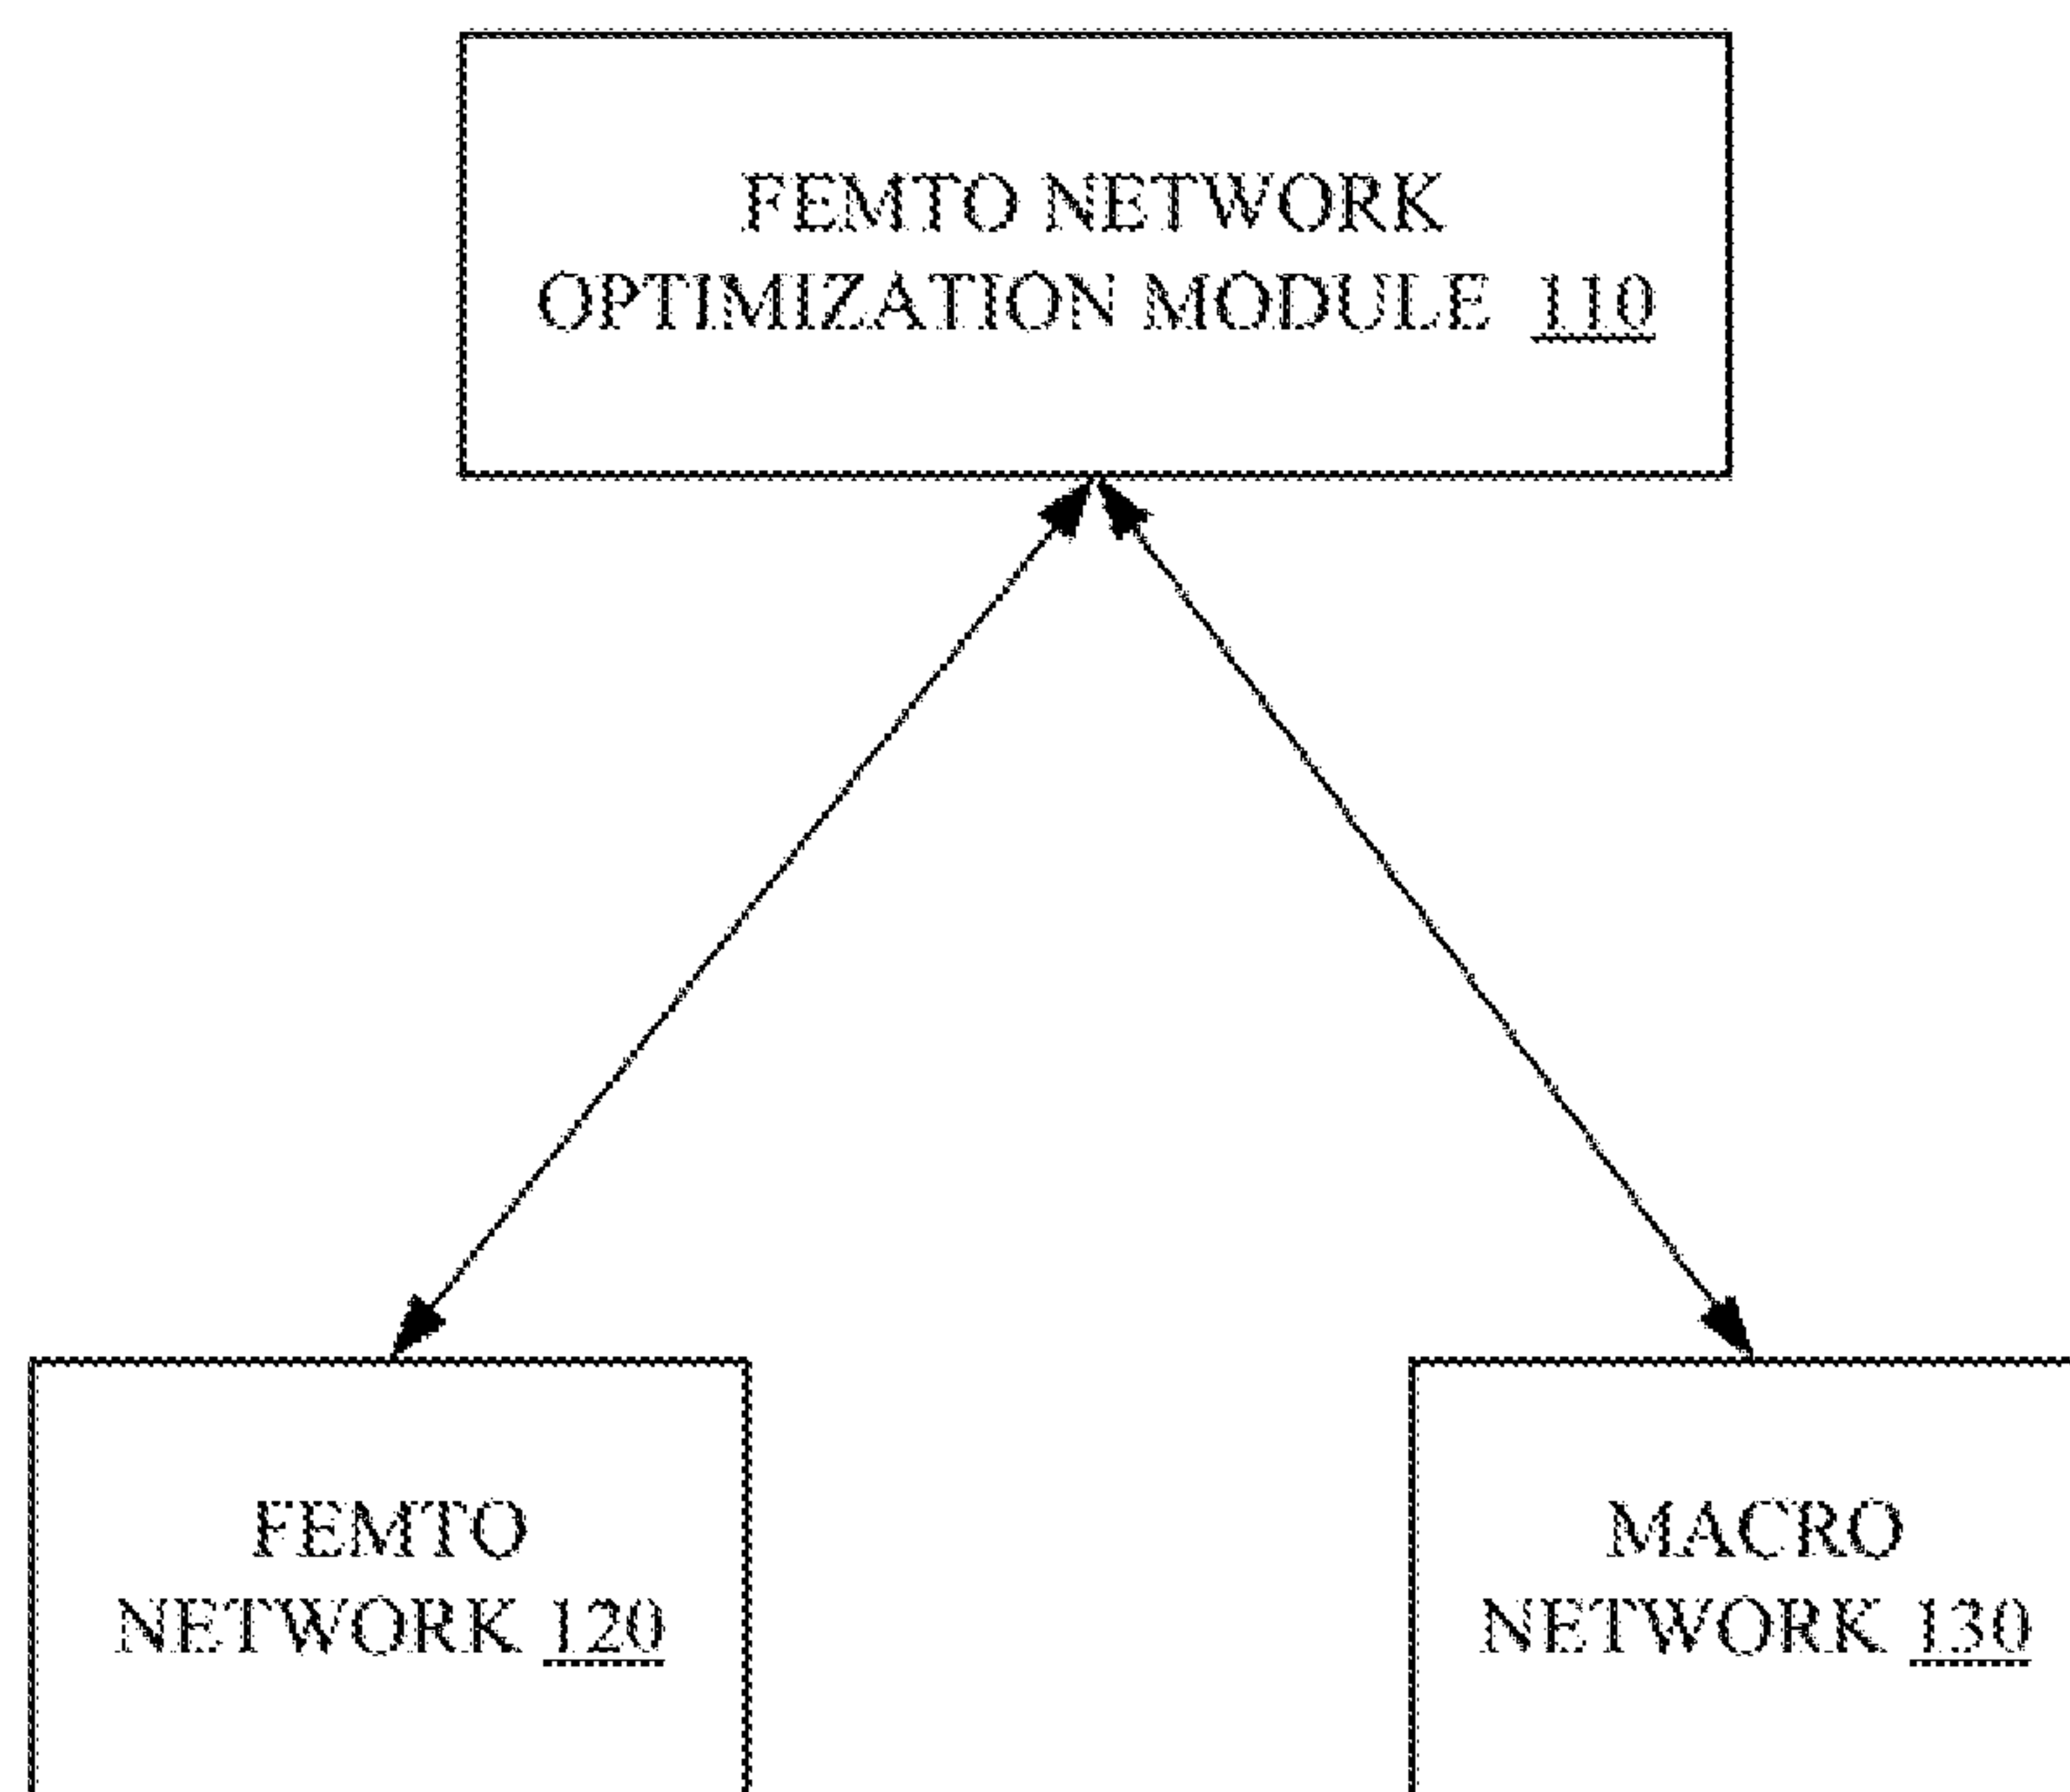 FEMTO NETWORK
OPTIMIZATION MODULE 110
FEMTO
NETWORK 120
MACRO
NETWORK 130